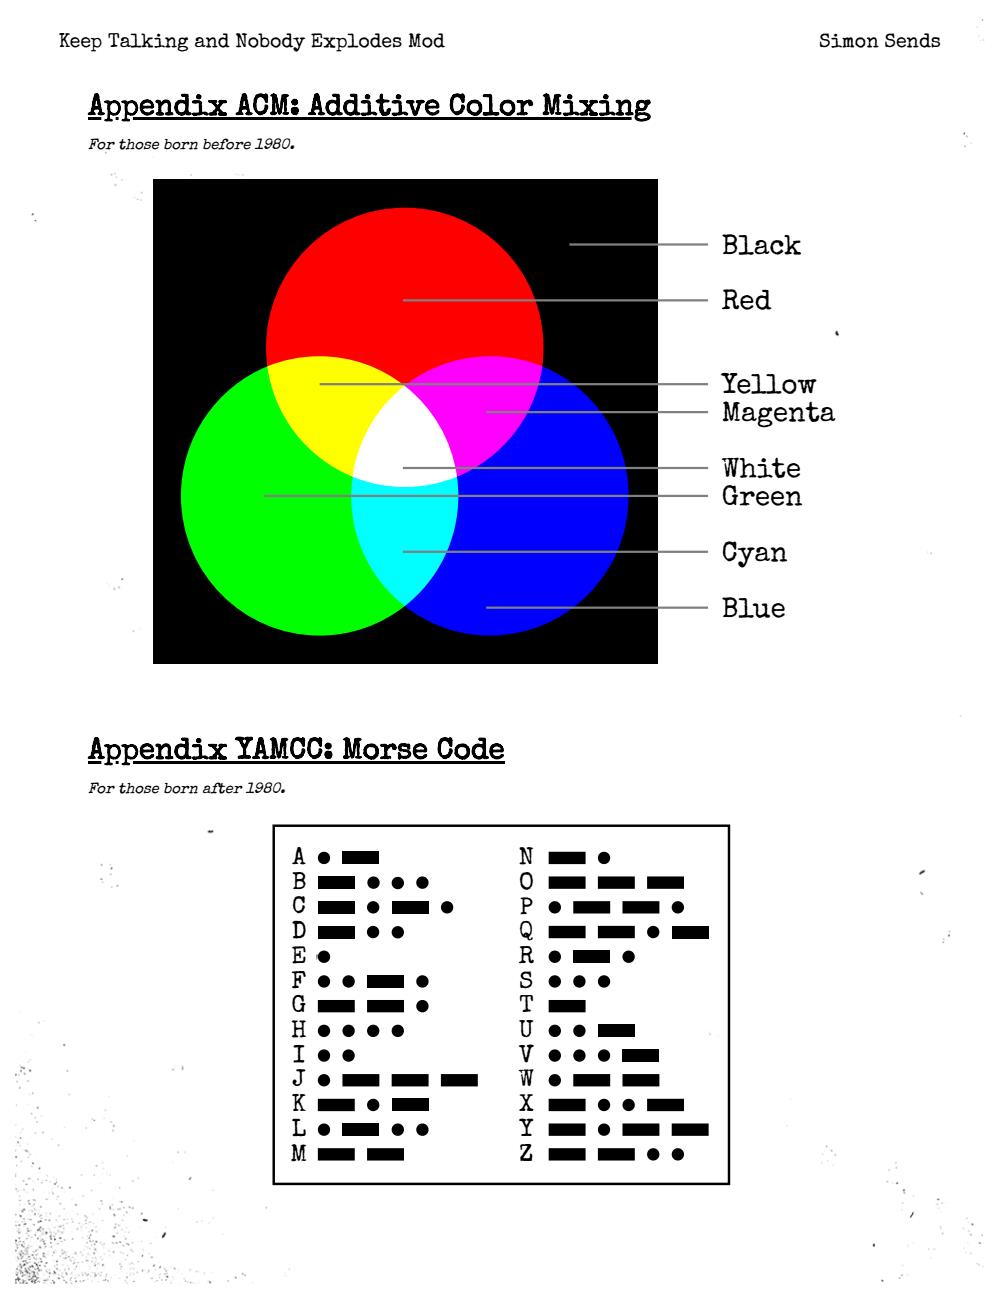 Keep Talking and Nobody Explodes Mod
Simon Sends
Appendix ACM: Additive Color Mixing
For those born before 1980.
Black
Red
Yellow
Magenta
White
Green
Cyan
Blue
Appendix YAMCC: Morse Code
For those born after 1980.
A ● ▬ N ▬ ●
B ▬ ● ● ● O ▬ ▬ ▬
C ▬ ● ▬ ● P ● ▬ ▬ ●
D ▬ ● ● Q ▬ ▬ ● ▬
E ● R ● ▬ ●
F ● ● ▬ ● S ● ● ●
G ▬ ▬ ● T ▬
H ● ● ● ● U ● ● ▬
I ● ● V ● ● ● ▬
J ● ▬ ▬ ▬ W ● ▬ ▬
K ▬ ● ▬ X ▬ ● ● ▬
L ● ▬ ● ● Y ▬ ● ▬ ▬
M ▬ ▬ Z ▬ ▬ ● ●